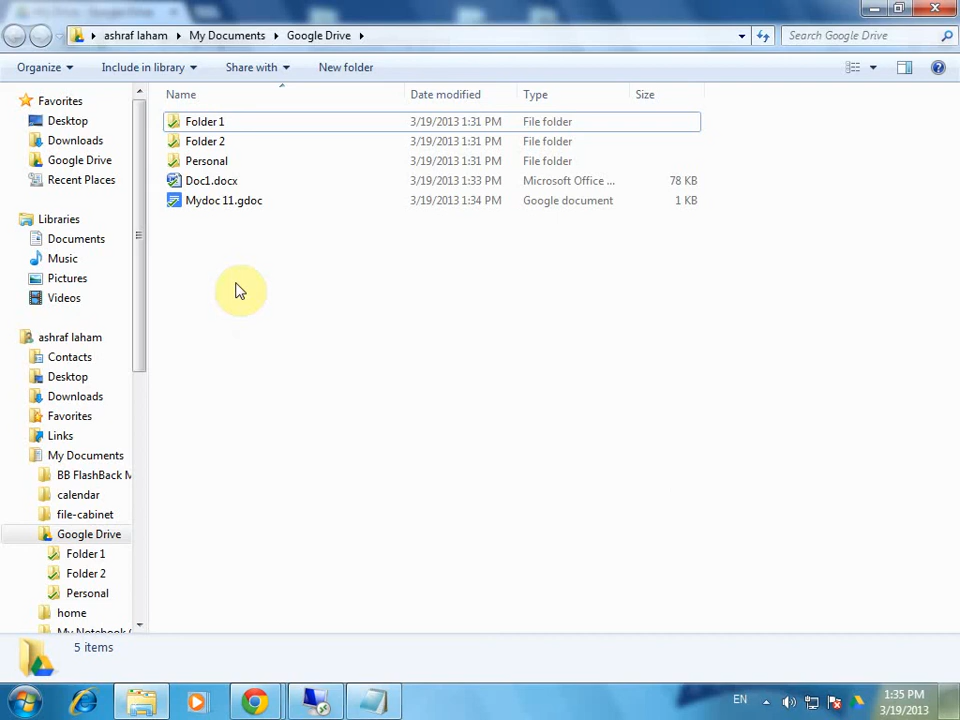 ashraf laham My Documents Google Drive
Search Google Drive
Organize Include in library Share with New folder
Name Date modified Type Size
Folder 1 3/19/2013 1:31 PM File folder
Folder 2 3/19/2013 1:31 PM File folder
Personal 3/19/2013 1:31 PM File folder
Doc1.docx 3/19/2013 1:33 PM Microsoft Office ... 78 KB
Mydoc 11.gdoc 3/19/2013 1:34 PM Google document 1 KB
Favorites
Desktop
Downloads
Google Drive
Recent Places
Libraries
Documents
Music
Pictures
Videos
ashraf laham
Contacts
Desktop
Downloads
Favorites
Links
My Documents
BB FlashBack M
calendar
file-cabinet
Google Drive
Folder 1
Folder 2
Personal
home
My Notebook (
5 items
EN
1:35 PM
3/19/2013